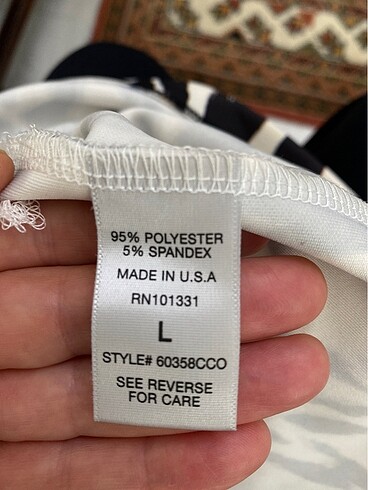 95% POLYESTER
5% SPANDEX
MADE IN U.S.A
RN101331
L
STYLE# 60358CCO
SEE REVERSE
FOR CARE